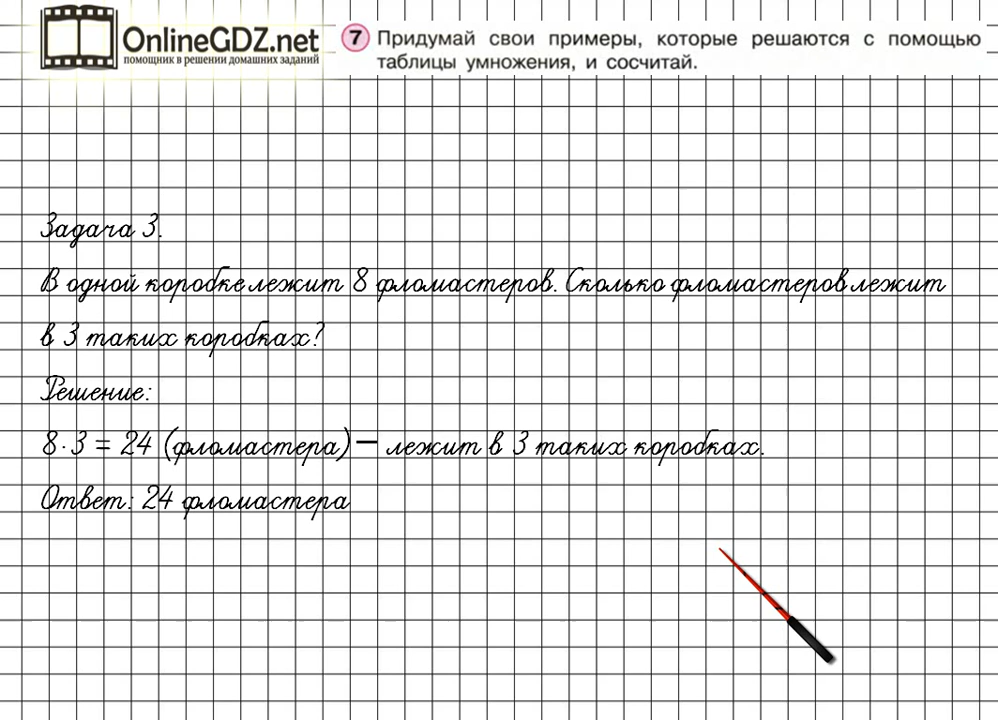 OnlineGDZ.net
помощник в решении домашних заданий
7 Придумай свои примеры, которые решаются с помощью
таблицы умножения, и сосчитай.
Задача 3.
В одной коробке лежит 8 фломастеров. Сколько фломастеров лежит
в 3 таких коробках?
Решение:
8·3 = 24 (фломастера) — лежит в 3 таких коробках.
Ответ: 24 фломастера